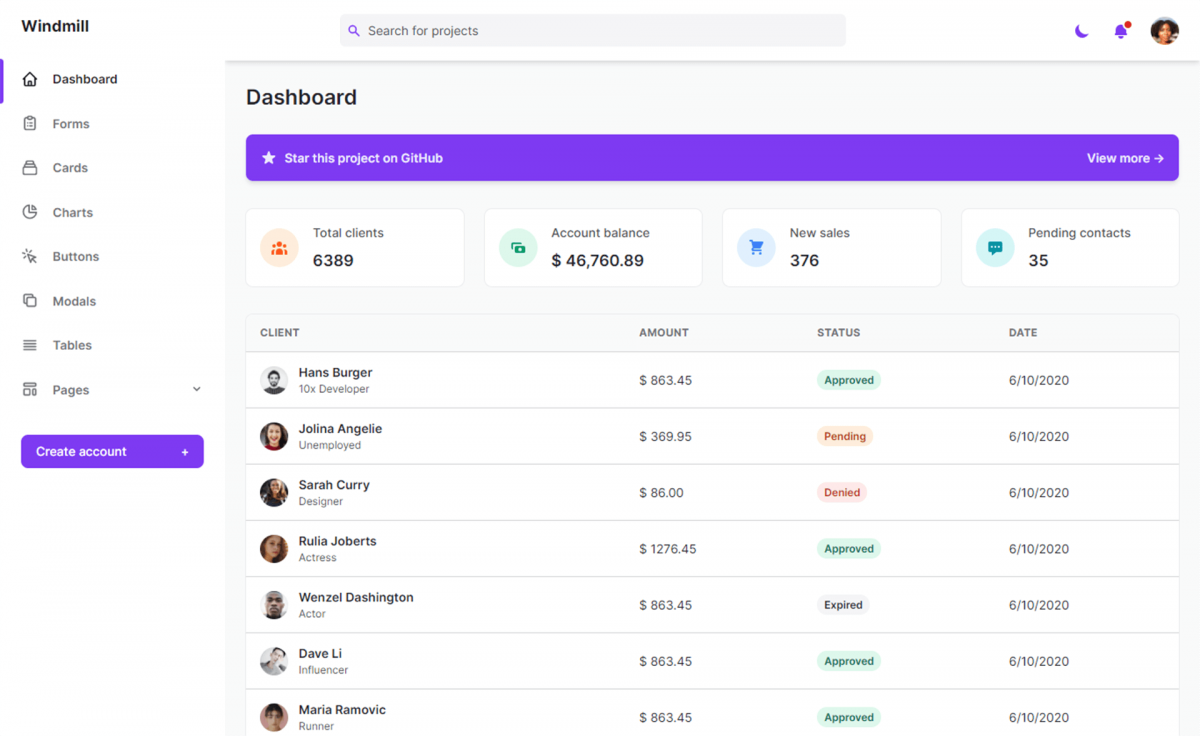 Windmill
Search for projects
Dashboard
Forms
Cards
Charts
Buttons
Modals
Tables
Pages
Create account +
Dashboard
Star this project on GitHub View more →
Total clients
6389
Account balance
$ 46,760.89
New sales
376
Pending contacts
35
CLIENT AMOUNT STATUS DATE
Hans Burger
10x Developer
$ 863.45 Approved 6/10/2020
Jolina Angelie
Unemployed
$ 369.95 Pending 6/10/2020
Sarah Curry
Designer
$ 86.00 Denied 6/10/2020
Rulia Joberts
Actress
$ 1276.45 Approved 6/10/2020
Wenzel Dashington
Actor
$ 863.45 Expired 6/10/2020
Dave Li
Influencer
$ 863.45 Approved 6/10/2020
Maria Ramovic
Runner
$ 863.45 Approved 6/10/2020